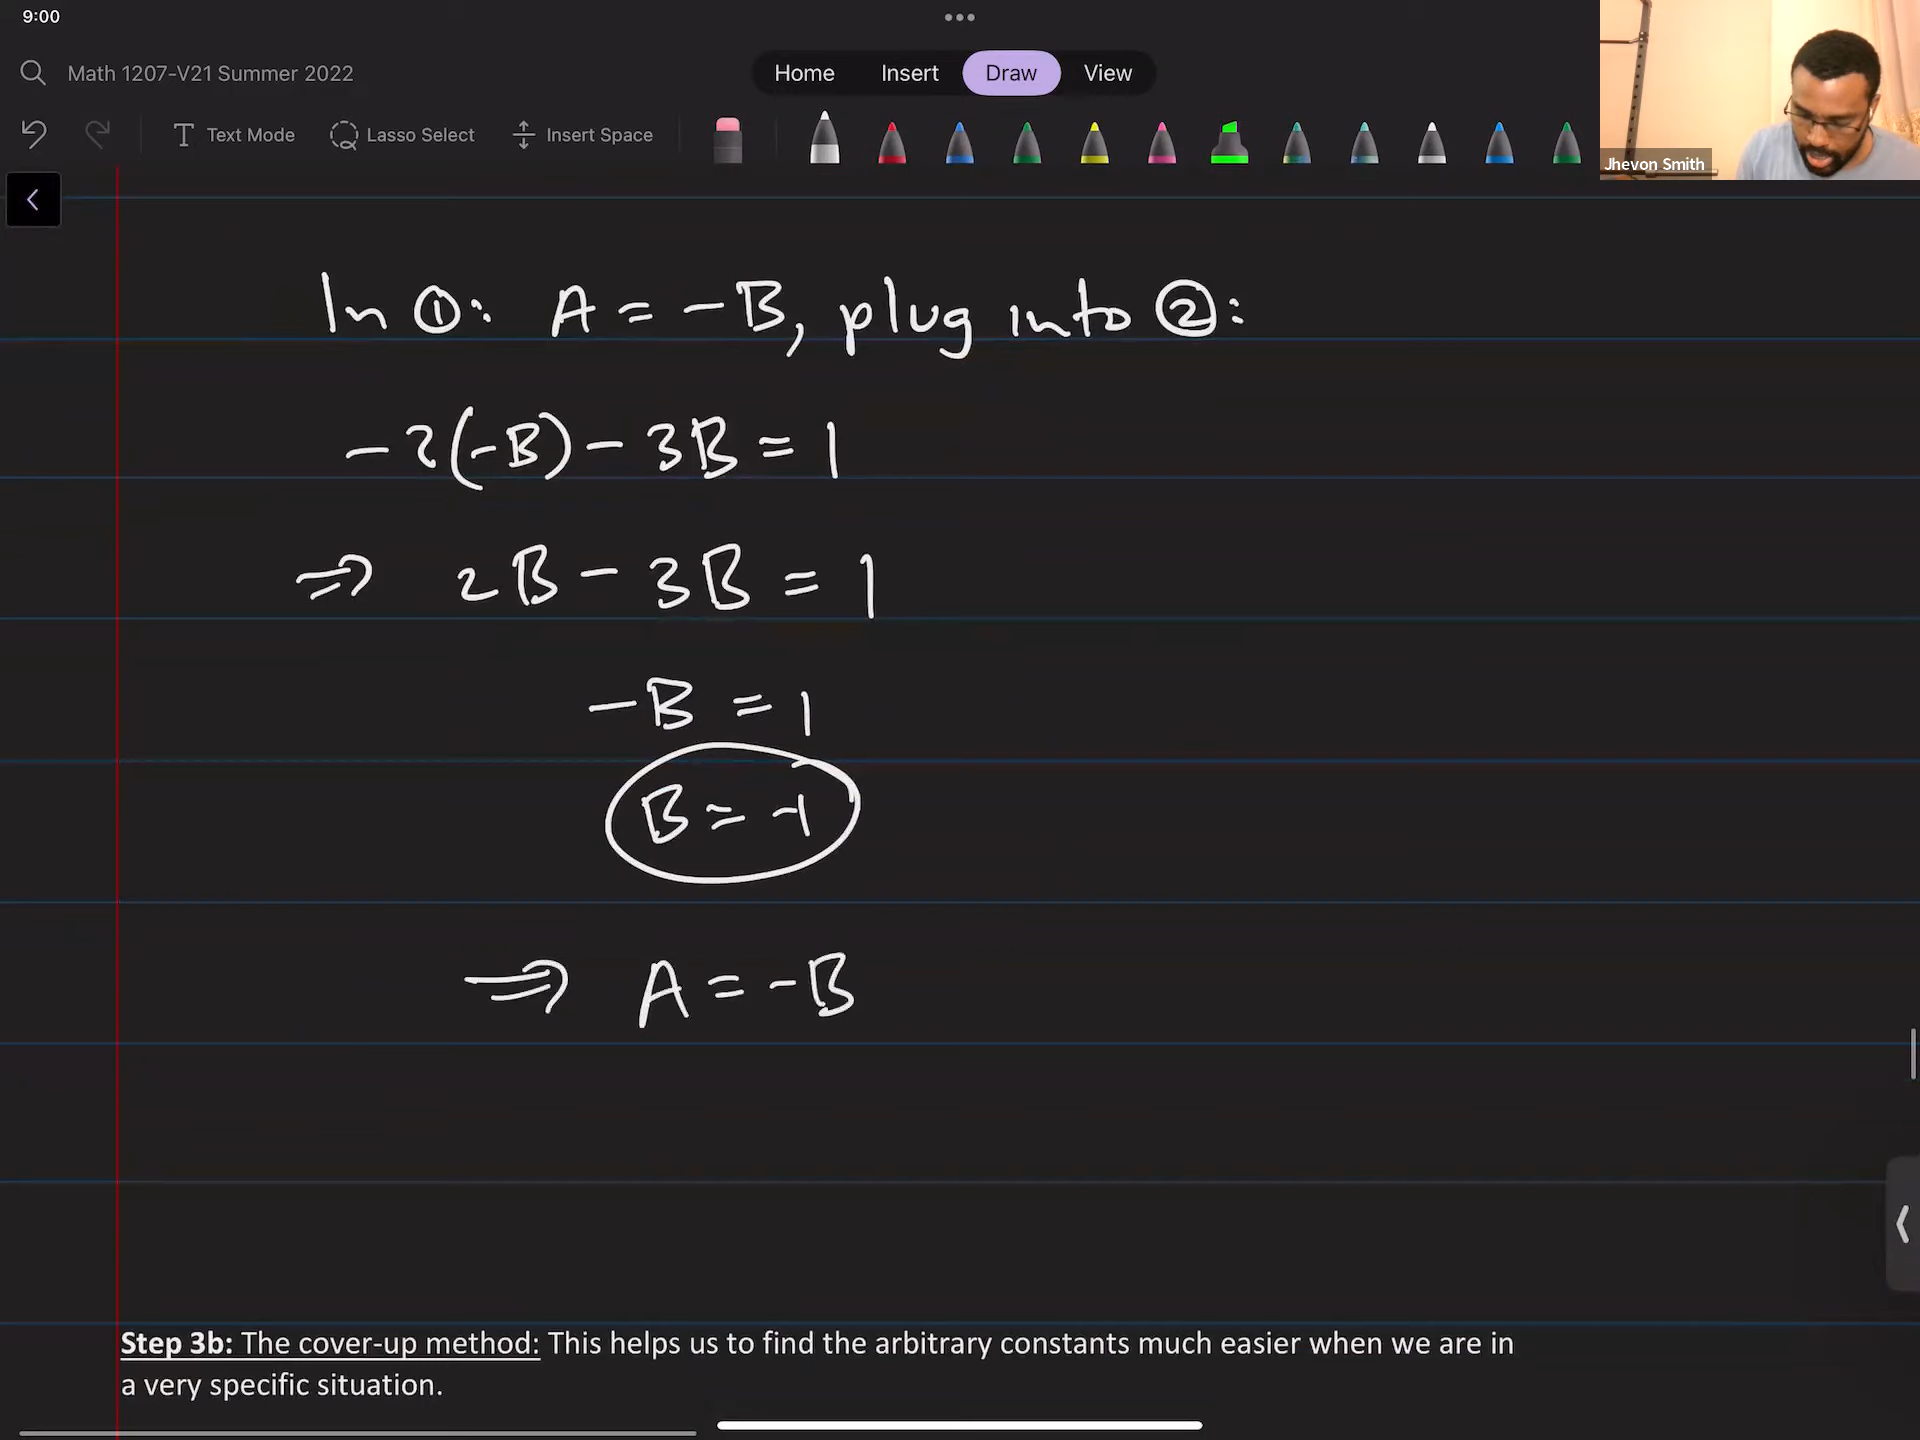 9:00
Math 1207-V21 Summer 2022
Home Insert Draw View
Text Mode Lasso Select Insert Space
Jhevon Smith
In ①: A = -B, plug into ②:
-2(-B) - 3B = 1
⇒ 2B - 3B = 1
-B = 1
B = -1
⇒ A = -B
Step 3b: The cover-up method: This helps us to find the arbitrary constants much easier when we are in
a very specific situation.